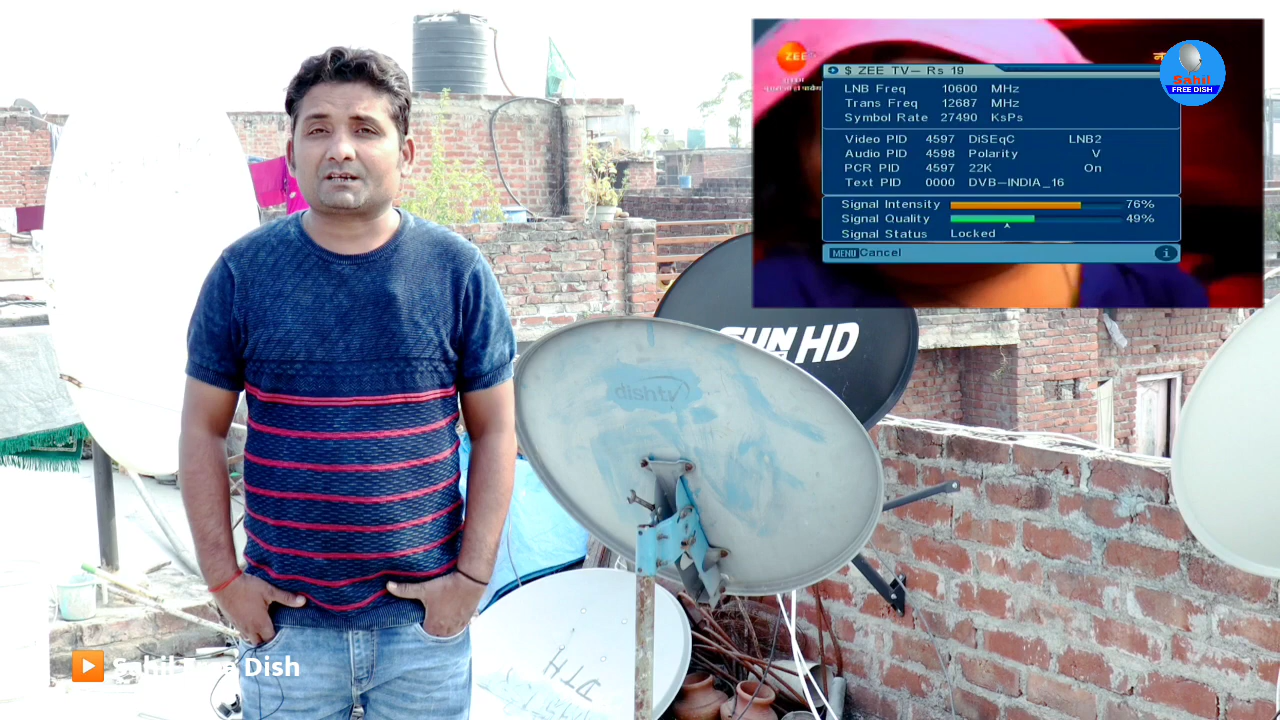 ZEE
$ ZEE TV— Rs 19
LNB Freq 10600 MHz
Trans Freq 12687 MHz
Symbol Rate 27490 KsPs
Video PID 4597 DiSEqC LNB2
Audio PID 4598 Polarity V
PCR PID 4597 22K On
Text PID 0000 DVB—INDIA_16
Signal Intensity 76%
Signal Quality 49%
Signal Status Locked
MENU Cancel i
Sahil
FREE DISH
SUN HD
dishtv
DTH
Sahil Free Dish